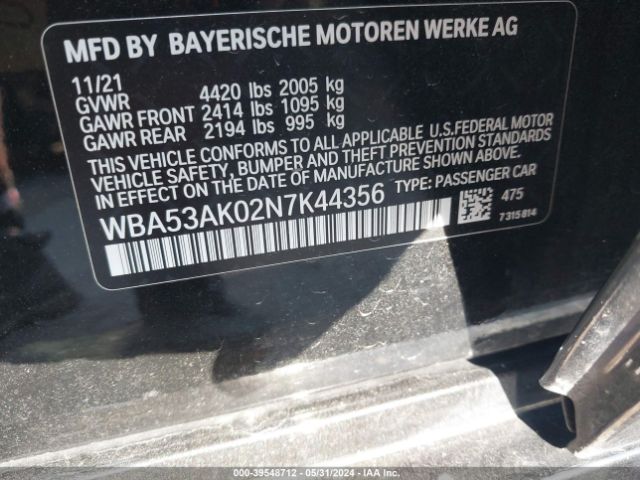 MFD BY BAYERISCHE MOTOREN WERKE AG
11/21
GVWR 4420 lbs 2005 kg
GAWR FRONT 2414 lbs 1095 kg
GAWR REAR 2194 lbs 995 kg
THIS VEHICLE CONFORMS TO ALL APPLICABLE U.S.FEDERAL MOTOR
VEHICLE SAFETY, BUMPER AND THEFT PREVENTION STANDARDS
IN EFFECT ON THE DATE OF MANUFACTURE SHOWN ABOVE.
WBA53AK02N7K44356 TYPE: PASSENGER CAR
475
7315814
000-39548712 - 05/31/2024 - IAA Inc.